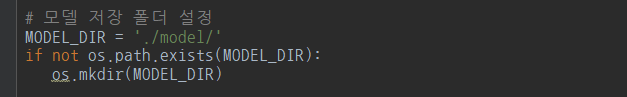 # 모델 저장 폴더 설정
MODEL_DIR = './model/'
if not os.path.exists(MODEL_DIR):
    os.mkdir(MODEL_DIR)